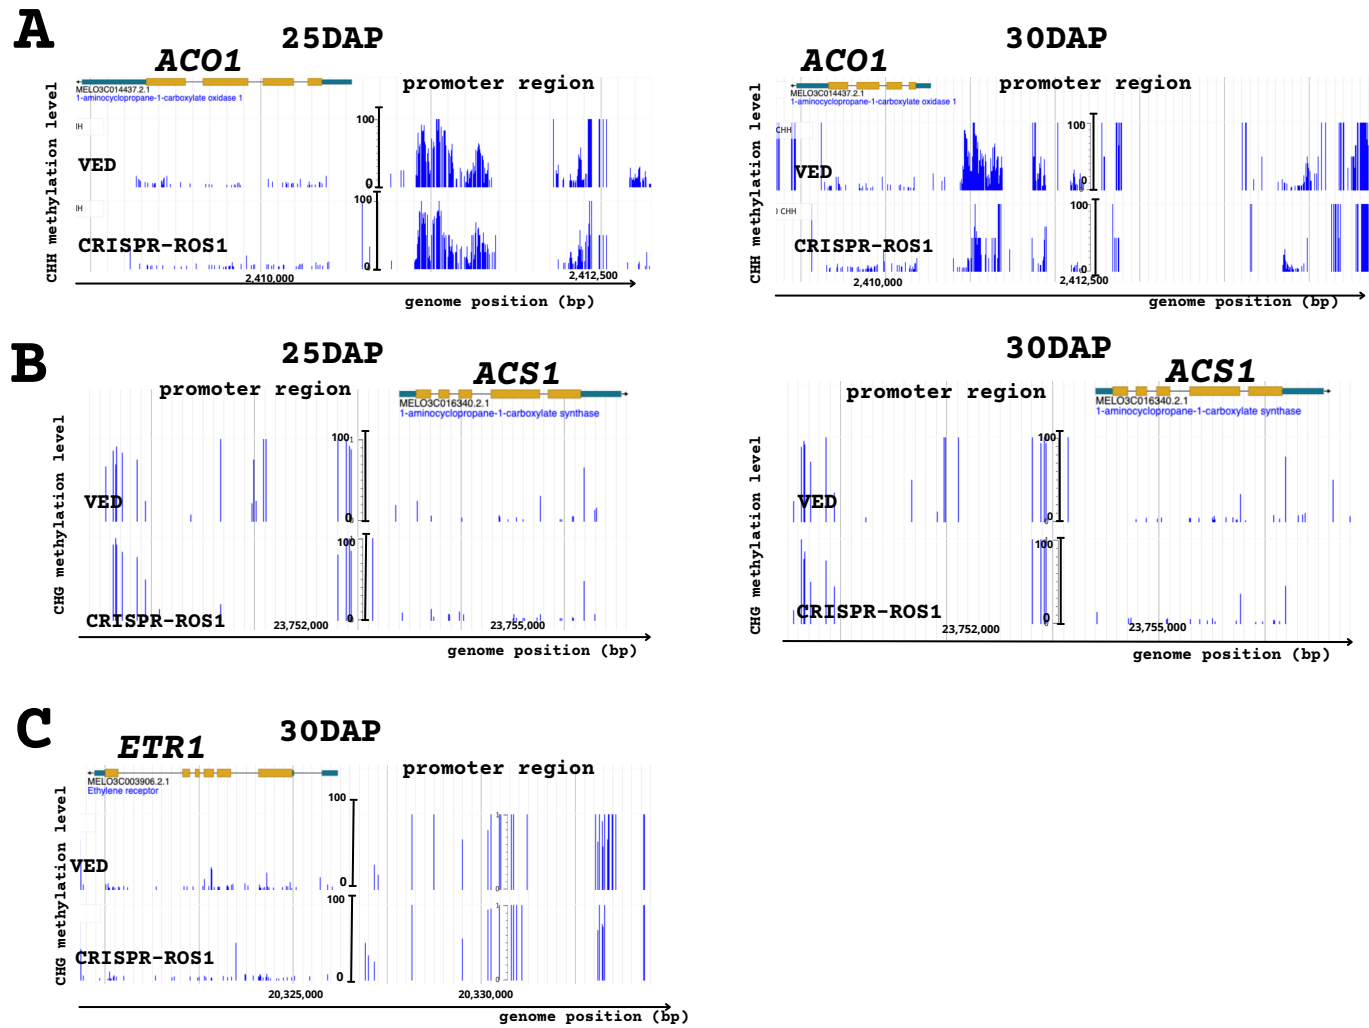 A
25DAP
ACO1
promoter region
MELO3C014437.2.1
1-aminocyclopropane-1-carboxylate oxidase 1
CHH methylation level
IH
100
VED
0
IH
100
CRISPR-ROS1
0
2,410,000
2,412,500
genome position (bp)
30DAP
ACO1
promoter region
MELO3C014437.2.1
1-aminocyclopropane-1-carboxylate oxidase 1
CHH methylation level
CHH
100
VED
0
CHH
100
CRISPR-ROS1
0
2,410,000
2,412,500
genome position (bp)
B
25DAP
promoter region
ACS1
MELO3C016340.2.1
1-aminocyclopropane-1-carboxylate synthase
CHG methylation level
100
1
VED
0
100
CRISPR-ROS1
0
23,752,000
23,755,000
genome position (bp)
30DAP
promoter region
ACS1
MELO3C016340.2.1
1-aminocyclopropane-1-carboxylate synthase
CHG methylation level
100
VED
0
100
CRISPR-ROS1
0
23,752,000
23,755,000
genome position (bp)
C
30DAP
ETR1
promoter region
MELO3C003906.2.1
Ethylene receptor
CHG methylation level
100
1
VED
0
0
100
1
CRISPR-ROS1
0
0
20,325,000
20,330,000
genome position (bp)